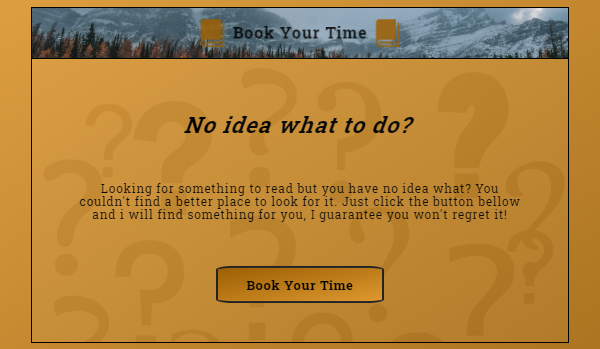 Book Your Time
No idea what to do?
Looking for something to read but you have no idea what? You
couldn't find a better place to look for it. Just click the button bellow
and i will find something for you, I guarantee you won't regret it!
Book Your Time